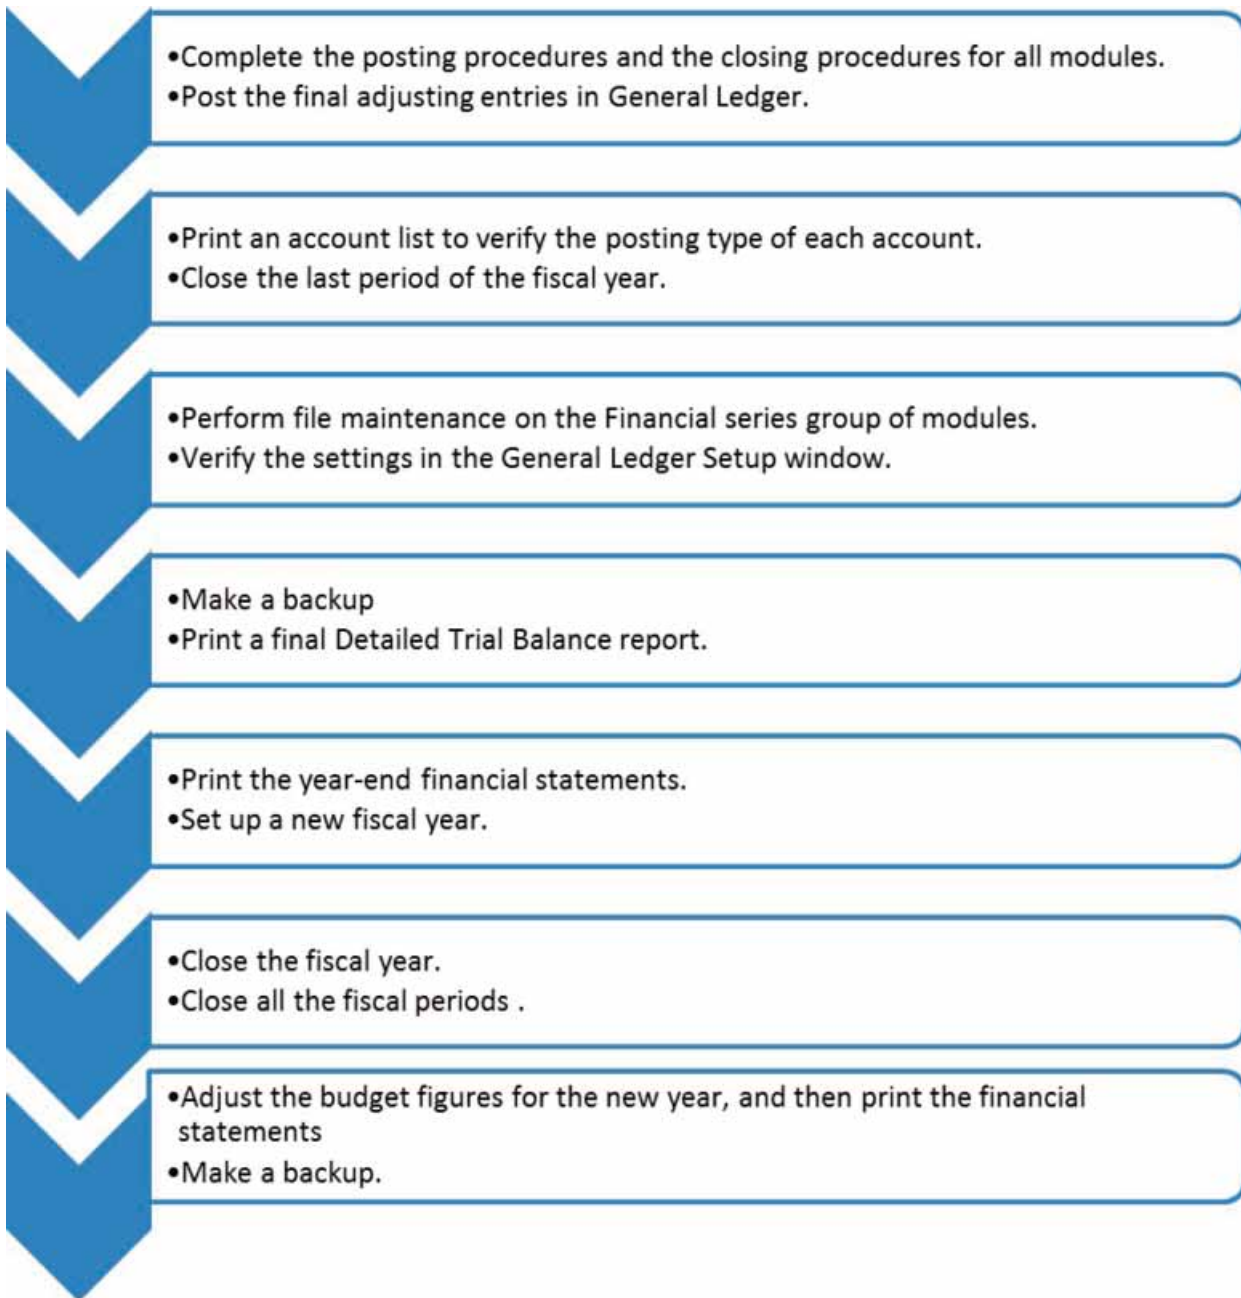 •Complete the posting procedures and the closing procedures for all modules.
•Post the final adjusting entries in General Ledger.
•Print an account list to verify the posting type of each account.
•Close the last period of the fiscal year.
•Perform file maintenance on the Financial series group of modules.
•Verify the settings in the General Ledger Setup window.
•Make a backup
•Print a final Detailed Trial Balance report.
•Print the year-end financial statements.
•Set up a new fiscal year.
•Close the fiscal year.
•Close all the fiscal periods .
•Adjust the budget figures for the new year, and then print the financial
statements
•Make a backup.